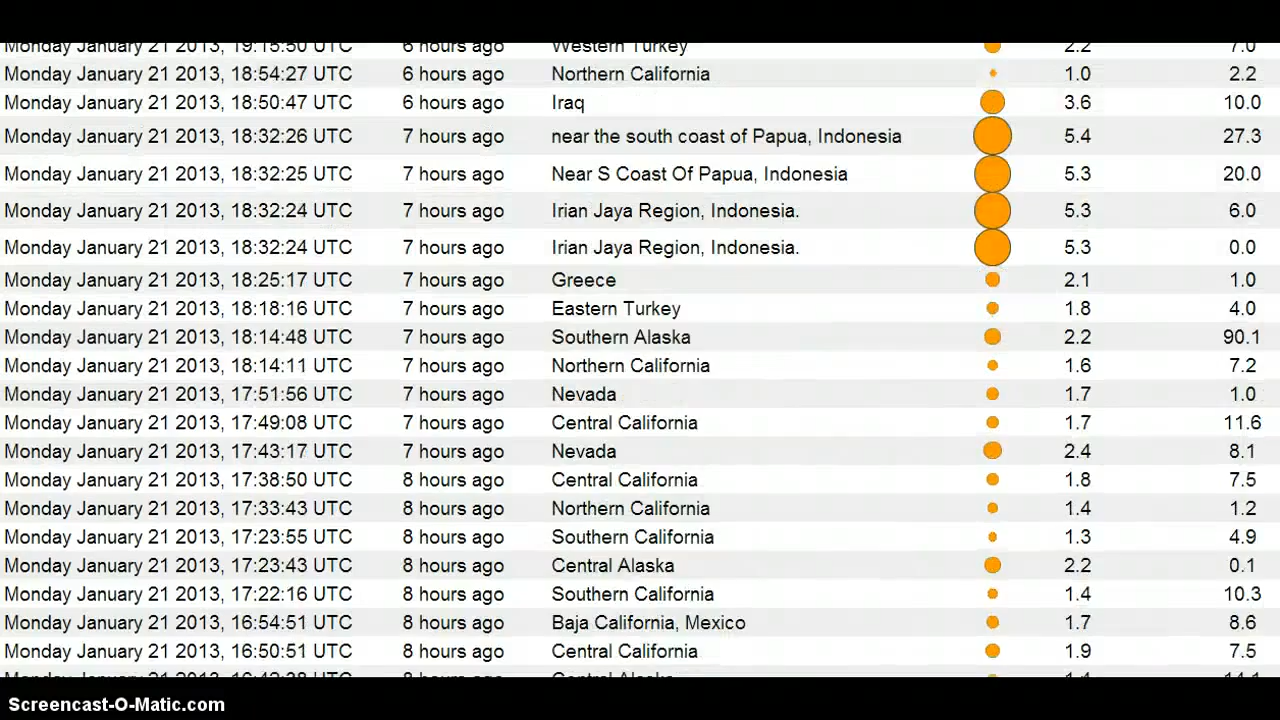 Monday January 21 2013, 19:15:50 UTC 6 hours ago Western Turkey 2.2 7.0
Monday January 21 2013, 18:54:27 UTC 6 hours ago Northern California 1.0 2.2
Monday January 21 2013, 18:50:47 UTC 6 hours ago Iraq 3.6 10.0
Monday January 21 2013, 18:32:26 UTC 7 hours ago near the south coast of Papua, Indonesia 5.4 27.3
Monday January 21 2013, 18:32:25 UTC 7 hours ago Near S Coast Of Papua, Indonesia 5.3 20.0
Monday January 21 2013, 18:32:24 UTC 7 hours ago Irian Jaya Region, Indonesia. 5.3 6.0
Monday January 21 2013, 18:32:24 UTC 7 hours ago Irian Jaya Region, Indonesia. 5.3 0.0
Monday January 21 2013, 18:25:17 UTC 7 hours ago Greece 2.1 1.0
Monday January 21 2013, 18:18:16 UTC 7 hours ago Eastern Turkey 1.8 4.0
Monday January 21 2013, 18:14:48 UTC 7 hours ago Southern Alaska 2.2 90.1
Monday January 21 2013, 18:14:11 UTC 7 hours ago Northern California 1.6 7.2
Monday January 21 2013, 17:51:56 UTC 7 hours ago Nevada 1.7 1.0
Monday January 21 2013, 17:49:08 UTC 7 hours ago Central California 1.7 11.6
Monday January 21 2013, 17:43:17 UTC 7 hours ago Nevada 2.4 8.1
Monday January 21 2013, 17:38:50 UTC 8 hours ago Central California 1.8 7.5
Monday January 21 2013, 17:33:43 UTC 8 hours ago Northern California 1.4 1.2
Monday January 21 2013, 17:23:55 UTC 8 hours ago Southern California 1.3 4.9
Monday January 21 2013, 17:23:43 UTC 8 hours ago Central Alaska 2.2 0.1
Monday January 21 2013, 17:22:16 UTC 8 hours ago Southern California 1.4 10.3
Monday January 21 2013, 16:54:51 UTC 8 hours ago Baja California, Mexico 1.7 8.6
Monday January 21 2013, 16:50:51 UTC 8 hours ago Central California 1.9 7.5
Screencast-O-Matic.com